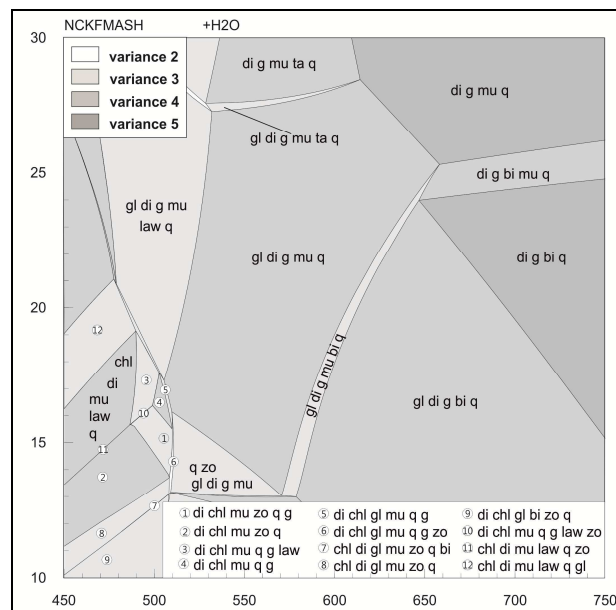 NCKFMASH +H2O
30
variance 2
variance 3
variance 4
variance 5
di g mu ta q
di g mu q
gl di g mu ta q
25
di g bi mu q
gl di g mu
law q
gl di g mu q
di g bi q
20
⑫
chl
di
mu
law
q
③
⑤
④
⑩
gl di g mu bi q
gl di g bi q
15
⑪
①
⑥
②
q zo
gl di g mu
⑦
⑧
⑨
① di chl mu zo q g
② di chl mu zo q
③ di chl mu q g law
④ di chl mu q g
⑤ di chl gl mu q g
⑥ di chl gl mu q g zo
⑦ chl di gl mu zo q bi
⑧ chl di gl mu zo q
⑨ di chl gl bi zo q
⑩ di chl mu q g law zo
⑪ chl di mu law q zo
⑫ chl di mu law q gl
10
450 500 550 600 650 700 750